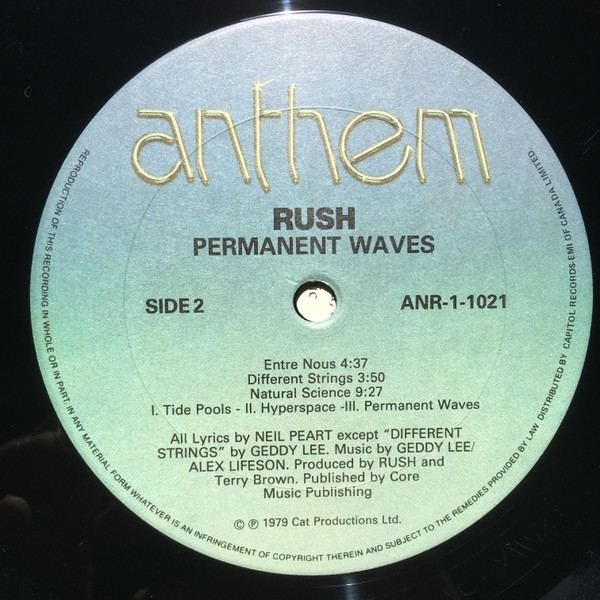 anthem
RUSH
PERMANENT WAVES
SIDE 2
ANR-1-1021
Entre Nous 4:37
Different Strings 3:50
Natural Science 9:27
I. Tide Pools - II. Hyperspace -III. Permanent Waves
All Lyrics by NEIL PEART except "DIFFERENT
STRINGS" by GEDDY LEE. Music by GEDDY LEE/
ALEX LIFESON. Produced by RUSH and
Terry Brown. Published by Core
Music Publishing
© ℗ 1979 Cat Productions Ltd.
REPRODUCTION OF THIS RECORDING IN WHOLE OR IN PART, IN ANY MATERIAL FORM WHATEVER IS AN INFRINGEMENT OF COPYRIGHT THEREIN AND SUBJECT TO THE REMEDIES PROVIDED BY LAW DISTRIBUTED BY CAPITOL RECORDS-EMI OF CANADA LIMITED.